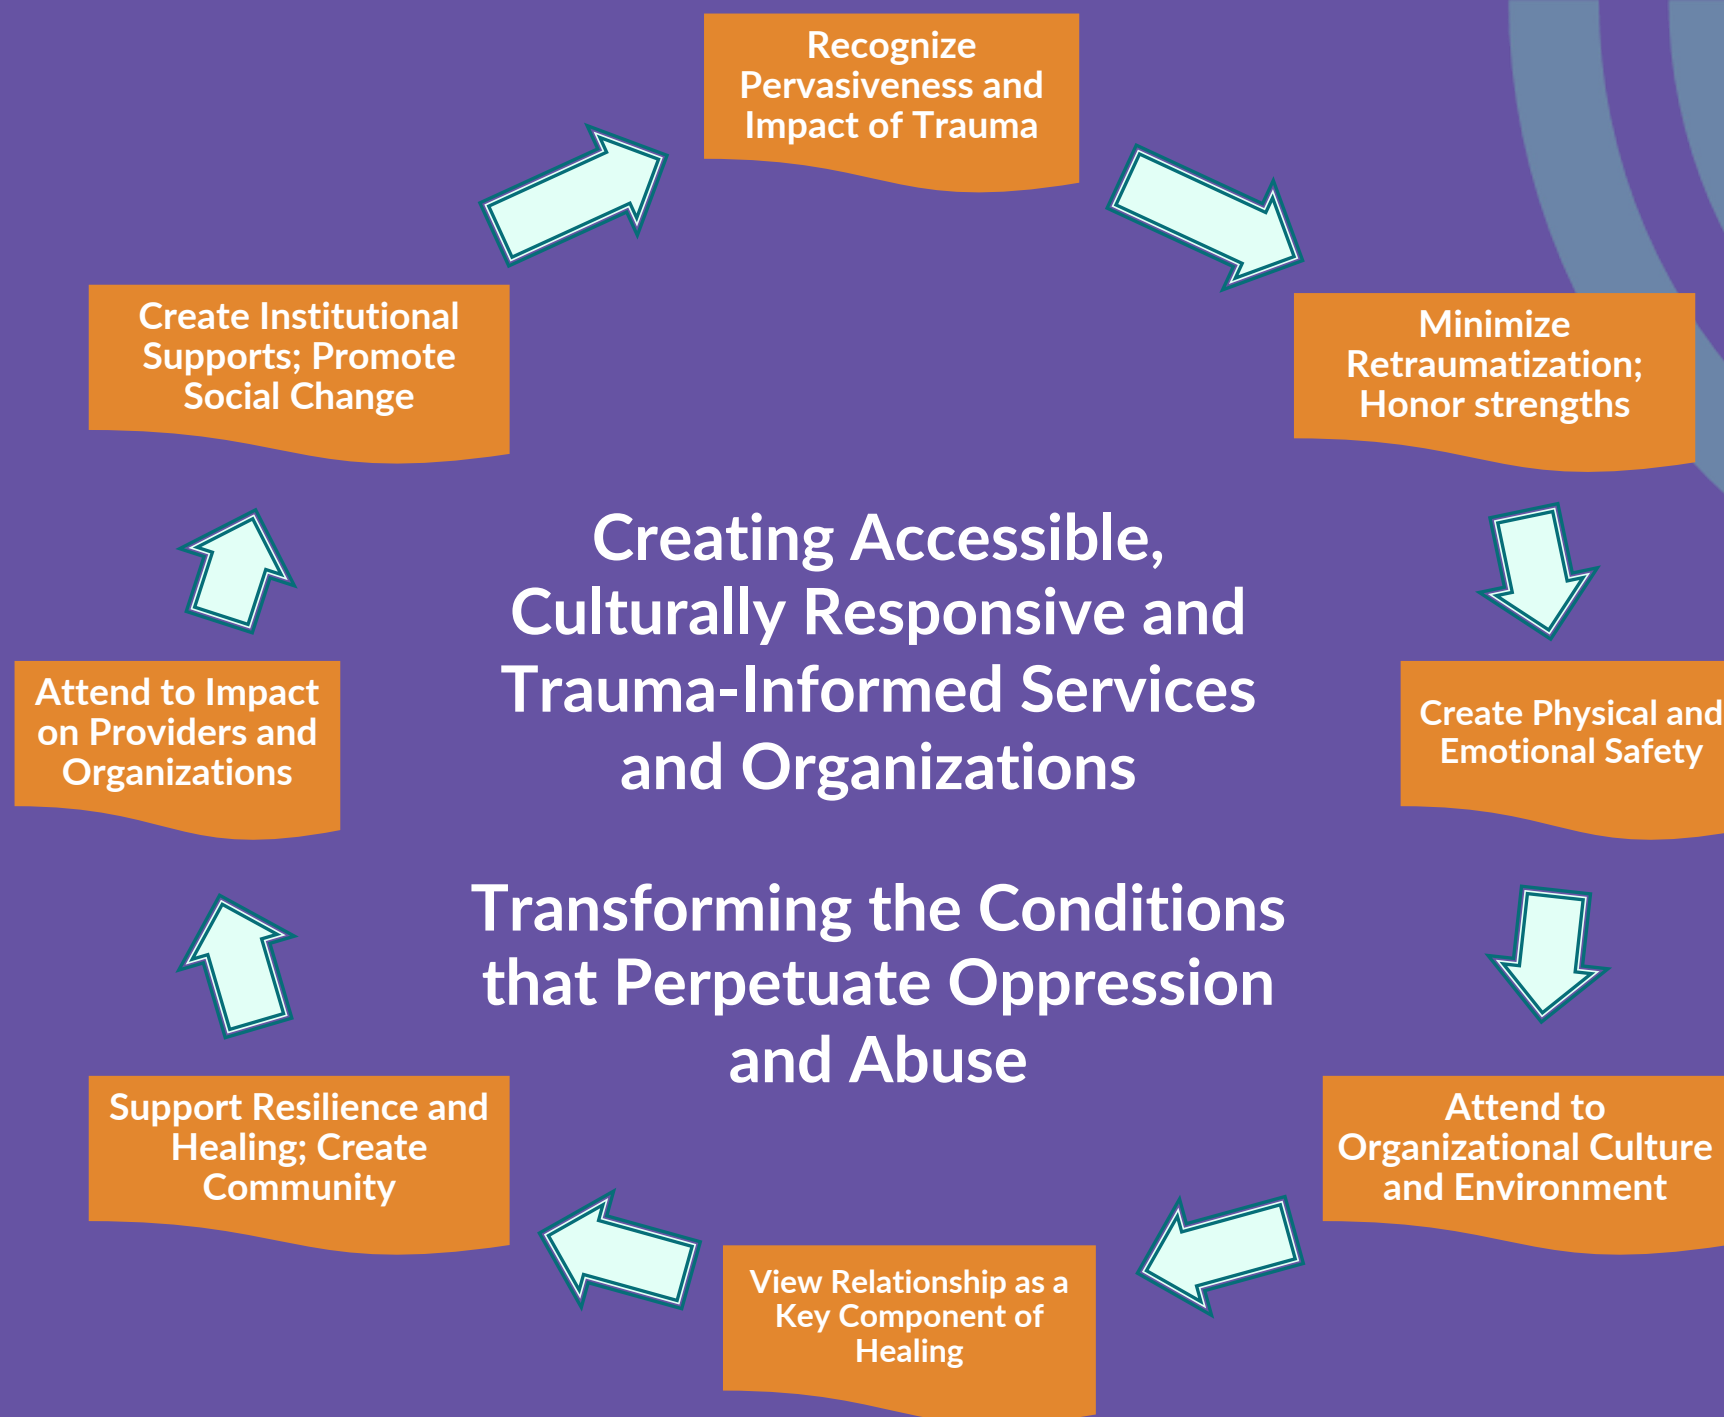 Recognize
Pervasiveness and
Impact of Trauma
Minimize
Retraumatization;
Honor strengths
Create Physical and
Emotional Safety
Attend to
Organizational Culture
and Environment
View Relationship as a
Key Component of
Healing
Support Resilience and
Healing; Create
Community
Attend to Impact
on Providers and
Organizations
Create Institutional
Supports; Promote
Social Change
Creating Accessible,
Culturally Responsive and
Trauma-Informed Services
and Organizations
Transforming the Conditions
that Perpetuate Oppression
and Abuse